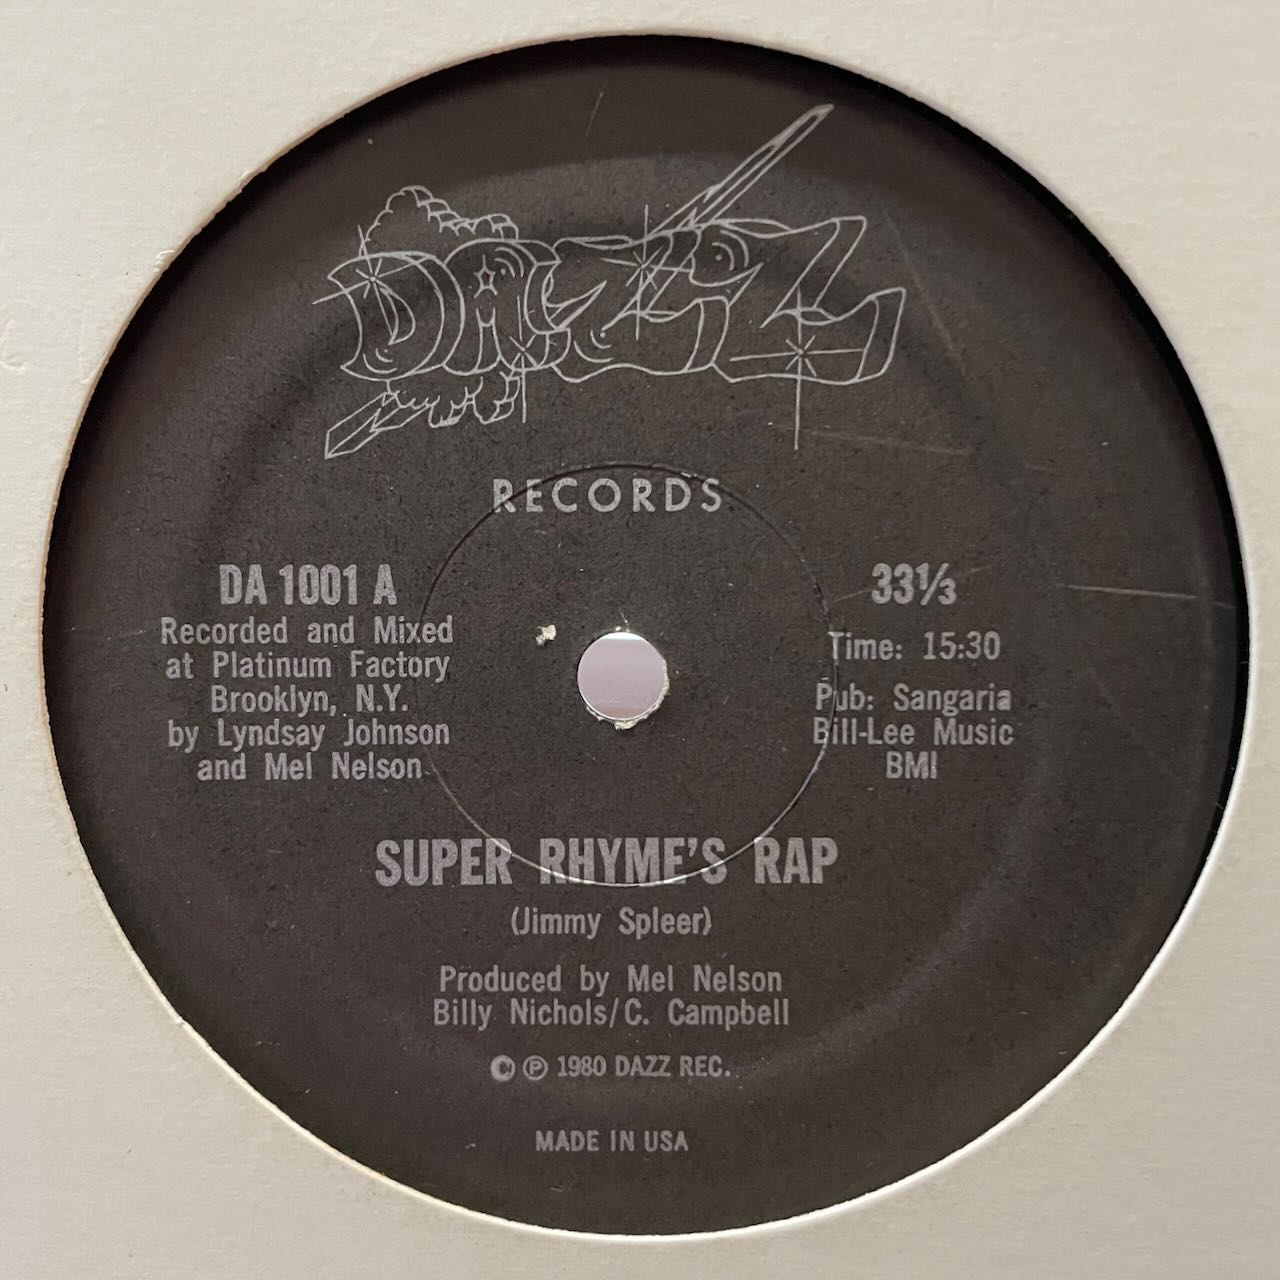 DAZZ
RECORDS
DA 1001 A
Recorded and Mixed
at Platinum Factory
Brooklyn, N.Y.
by Lyndsay Johnson
and Mel Nelson
33⅓
Time: 15:30
Pub: Sangaria
Bill-Lee Music
BMI
SUPER RHYME'S RAP
(Jimmy Spleer)
Produced by Mel Nelson
Billy Nichols/C. Campbell
© ℗ 1980 DAZZ REC.
MADE IN USA